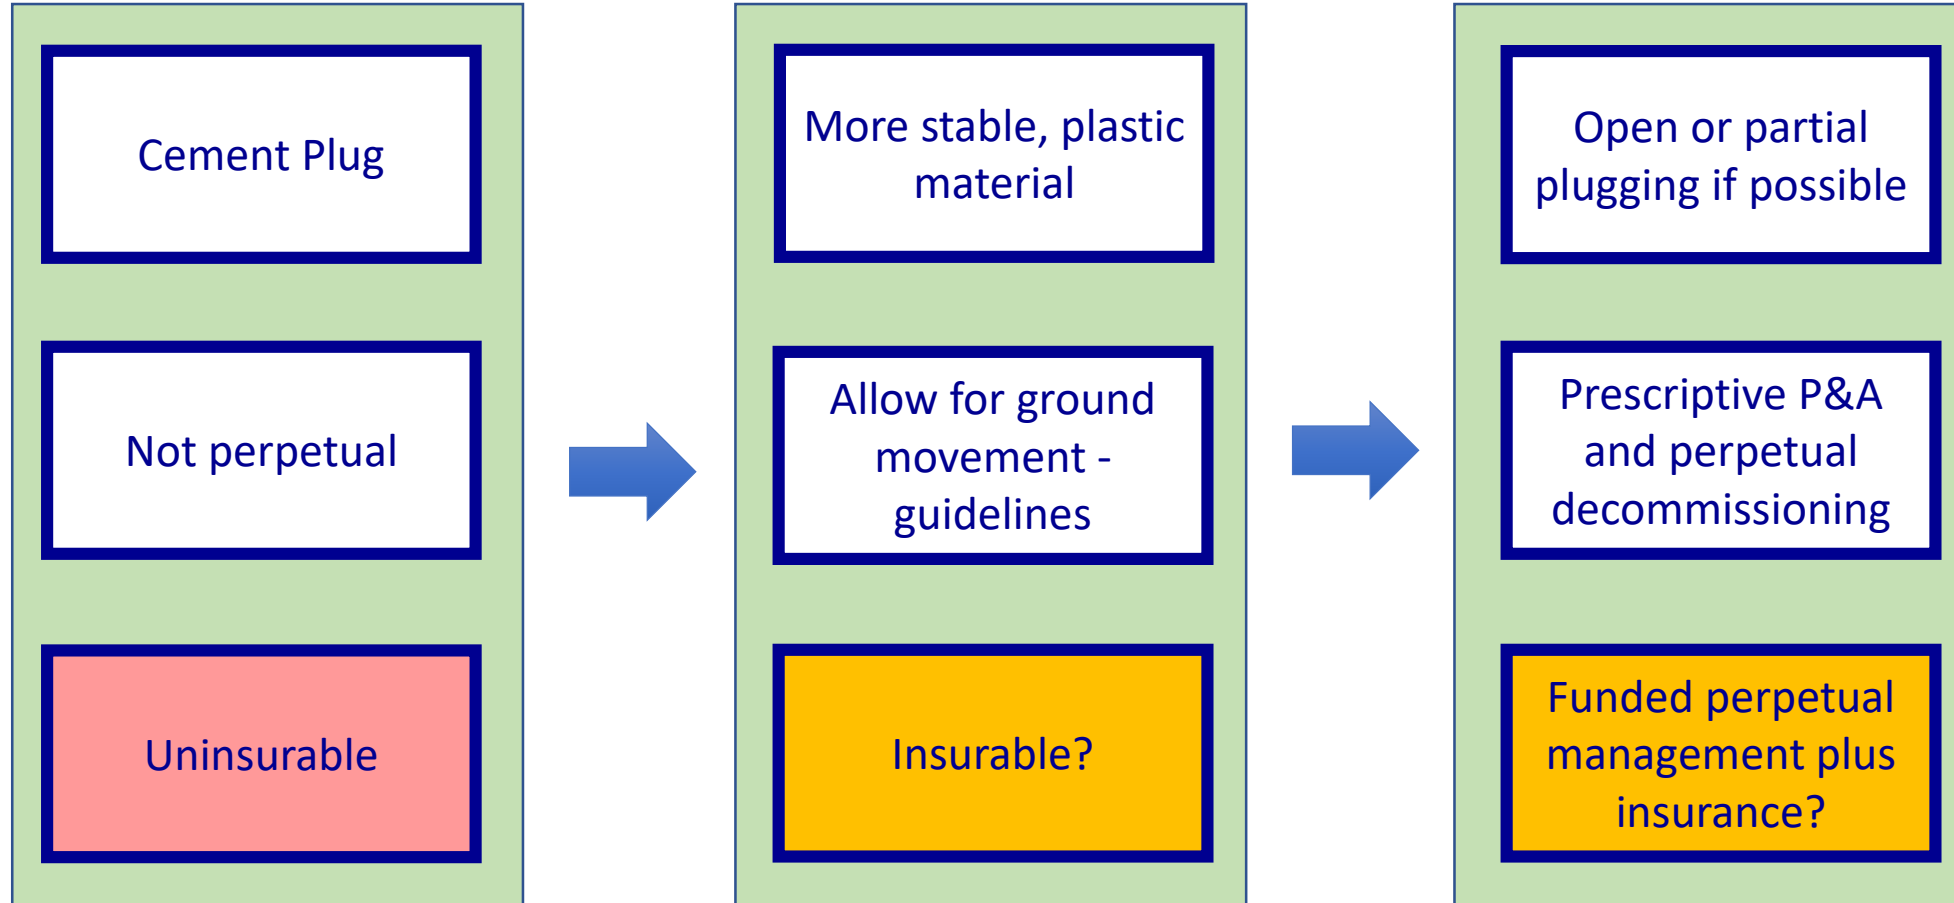 Cement Plug
Not perpetual
Uninsurable
More stable, plastic
material
Allow for ground
movement -
guidelines
Insurable?
Open or partial
plugging if possible
Prescriptive P&A
and perpetual
decommissioning
Funded perpetual
management plus
insurance?